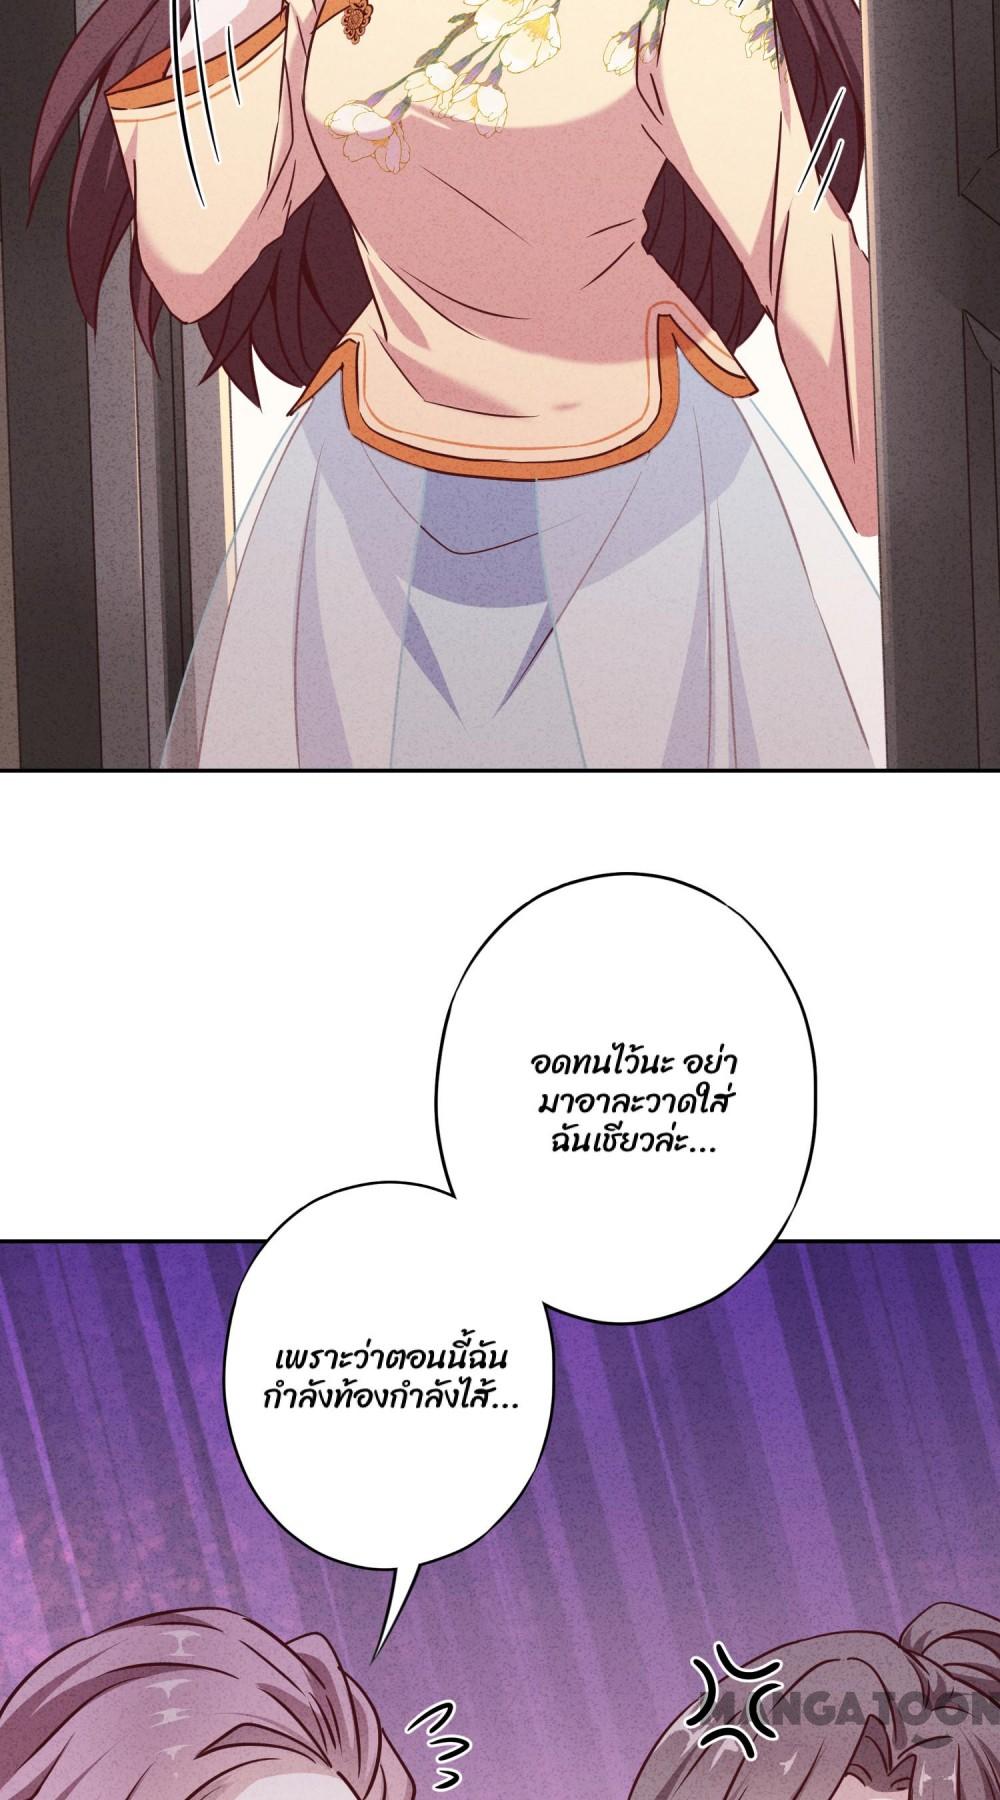 อดทนไว้นะ อย่า
มาอาละวาดใส่
ฉันเชียวล่ะ...
เพราะว่าตอนนี้ฉัน
กำลังท้องกำลังไส้...
MANGATOON